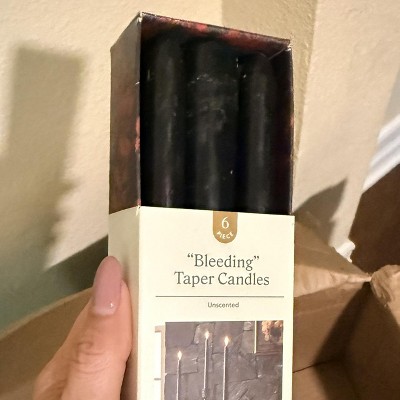 6
PIECE
“Bleeding”
Taper Candles
Unscented